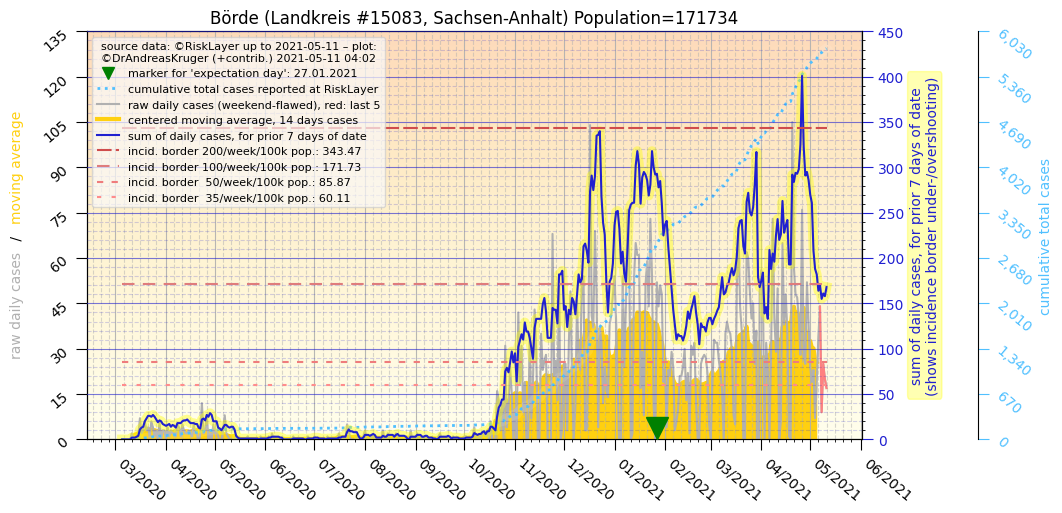 Börde (Landkreis #15083, Sachsen-Anhalt) Population=171734
source data: ©RiskLayer up to 2021-05-11 – plot:
©DrAndreasKruger (+contrib.) 2021-05-11 04:02
marker for 'expectation day': 27.01.2021
cumulative total cases reported at RiskLayer
raw daily cases (weekend-flawed), red: last 5
centered moving average, 14 days cases
sum of daily cases, for prior 7 days of date
incid. border 200/week/100k pop.: 343.47
incid. border 100/week/100k pop.: 171.73
incid. border 50/week/100k pop.: 85.87
incid. border 35/week/100k pop.: 60.11
raw daily cases / moving average
135
120
105
90
75
60
45
30
15
0
03/2020
04/2020
05/2020
06/2020
07/2020
08/2020
09/2020
10/2020
11/2020
12/2020
01/2021
02/2021
03/2021
04/2021
05/2021
06/2021
450
400
350
300
250
200
150
100
50
0
sum of daily cases, for prior 7 days of date
(shows incidence border under-/overshooting)
6,030
5,360
4,690
4,020
3,350
2,680
2,010
1,340
670
0
cumulative total cases